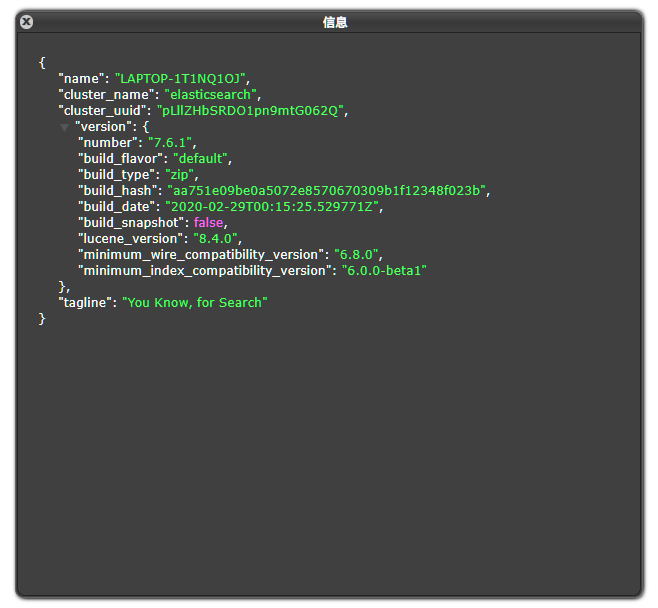 信息
{
"name": "LAPTOP-1T1NQ1OJ",
"cluster_name": "elasticsearch",
"cluster_uuid": "pLllZHbSRDO1pn9mtG062Q",
"version": {
"number": "7.6.1",
"build_flavor": "default",
"build_type": "zip",
"build_hash": "aa751e09be0a5072e8570670309b1f12348f023b",
"build_date": "2020-02-29T00:15:25.529771Z",
"build_snapshot": false,
"lucene_version": "8.4.0",
"minimum_wire_compatibility_version": "6.8.0",
"minimum_index_compatibility_version": "6.0.0-beta1"
},
"tagline": "You Know, for Search"
}